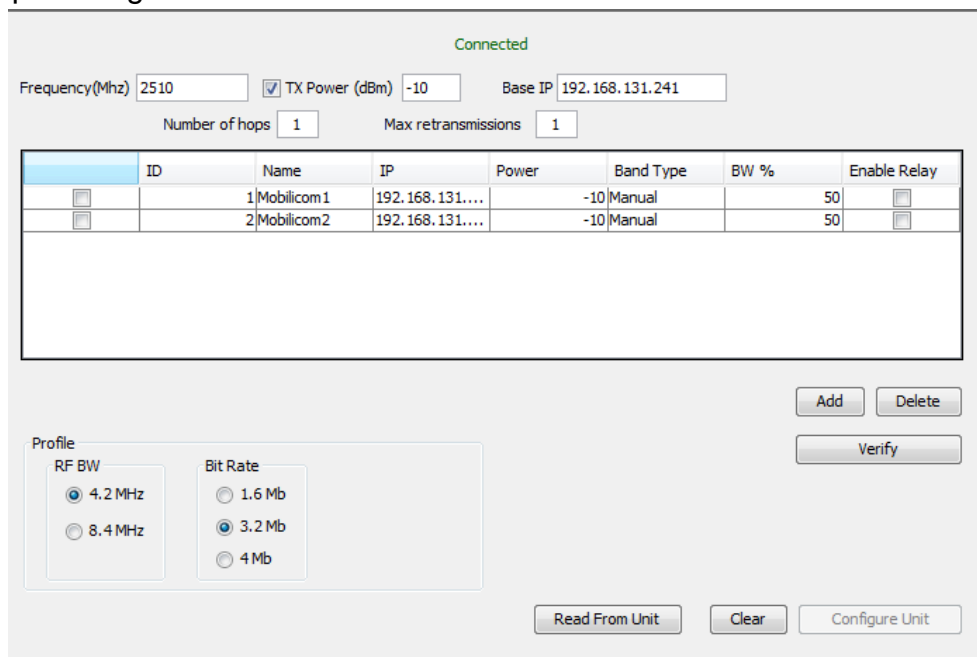 Connected
Frequency(Mhz) 2510 TX Power (dBm) -10 Base IP 192.168.131.241
Number of hops 1 Max retransmissions 1
ID Name IP Power Band Type BW % Enable Relay
1 Mobilicom1 192.168.131.... -10 Manual 50
2 Mobilicom2 192.168.131.... -10 Manual 50
Add Delete
Profile
Verify
RF BW Bit Rate
4.2 MHz 1.6 Mb
8.4 MHz 3.2 Mb
4 Mb
Read From Unit Clear Configure Unit